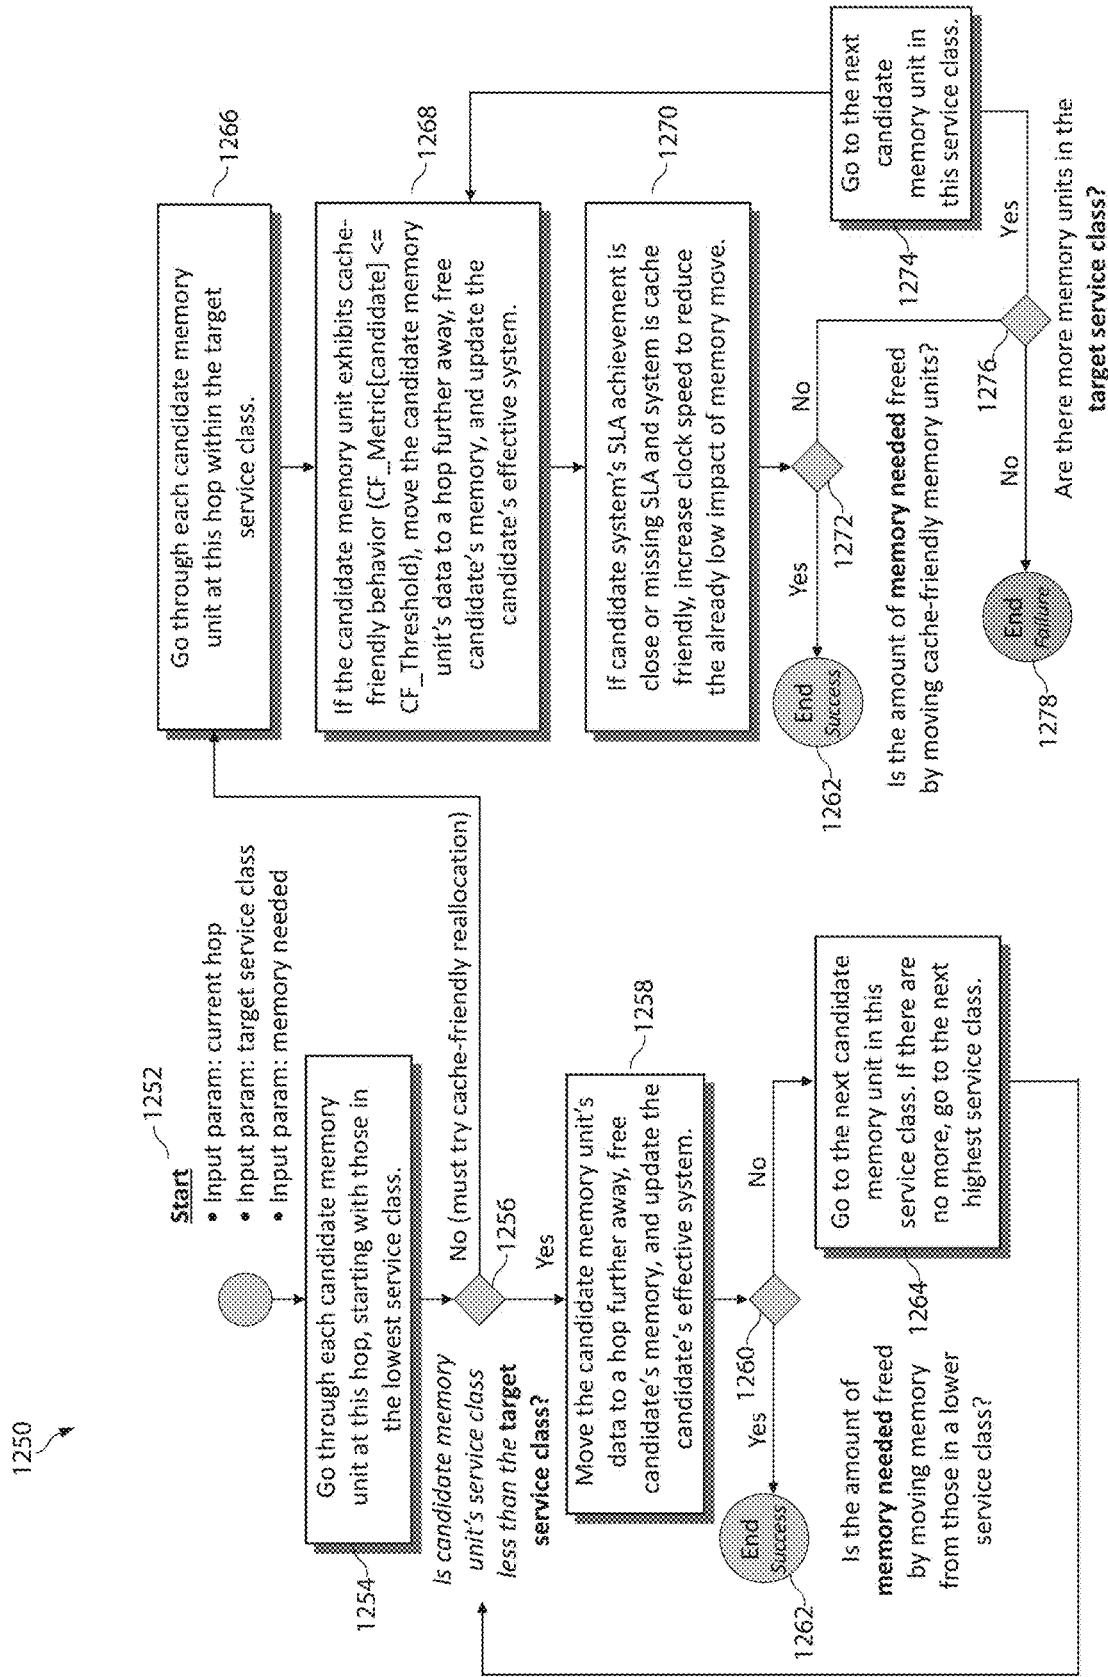 1250
Start
1252
• Input param: current hop
• Input param: target service class
• Input param: memory needed
Go through each candidate memory
unit at this hop, starting with those in
the lowest service class.
1254
Is candidate memory
unit's service class
less than the target
service class?
1256
No (must try cache-friendly reallocation)
Yes
Move the candidate memory unit's
data to a hop further away, free
candidate's memory, and update the
candidate's effective system.
1258
1260
Yes
No
End
Success
1262
Is the amount of
memory needed freed
by moving memory
from those in a lower
service class?
Go to the next candidate
memory unit in this
service class. If there are
no more, go to the next
highest service class.
1264
Go through each candidate memory
unit at this hop within the target
service class.
1266
If the candidate memory unit exhibits cache-
friendly behavior (CF_Metric[candidate] <=
CF_Threshold), move the candidate memory
unit's data to a hop further away, free
candidate's memory, and update the
candidate's effective system.
1268
If candidate system's SLA achievement is
close or missing SLA and system is cache
friendly, increase clock speed to reduce
the already low impact of memory move.
1270
1272
Yes
No
End
Success
1262
Is the amount of memory needed freed
by moving cache-friendly memory units?
Go to the next
candidate
memory unit in
this service class.
1274
1276
Yes
No
End
Failure
1278
Are there more memory units in the
target service class?